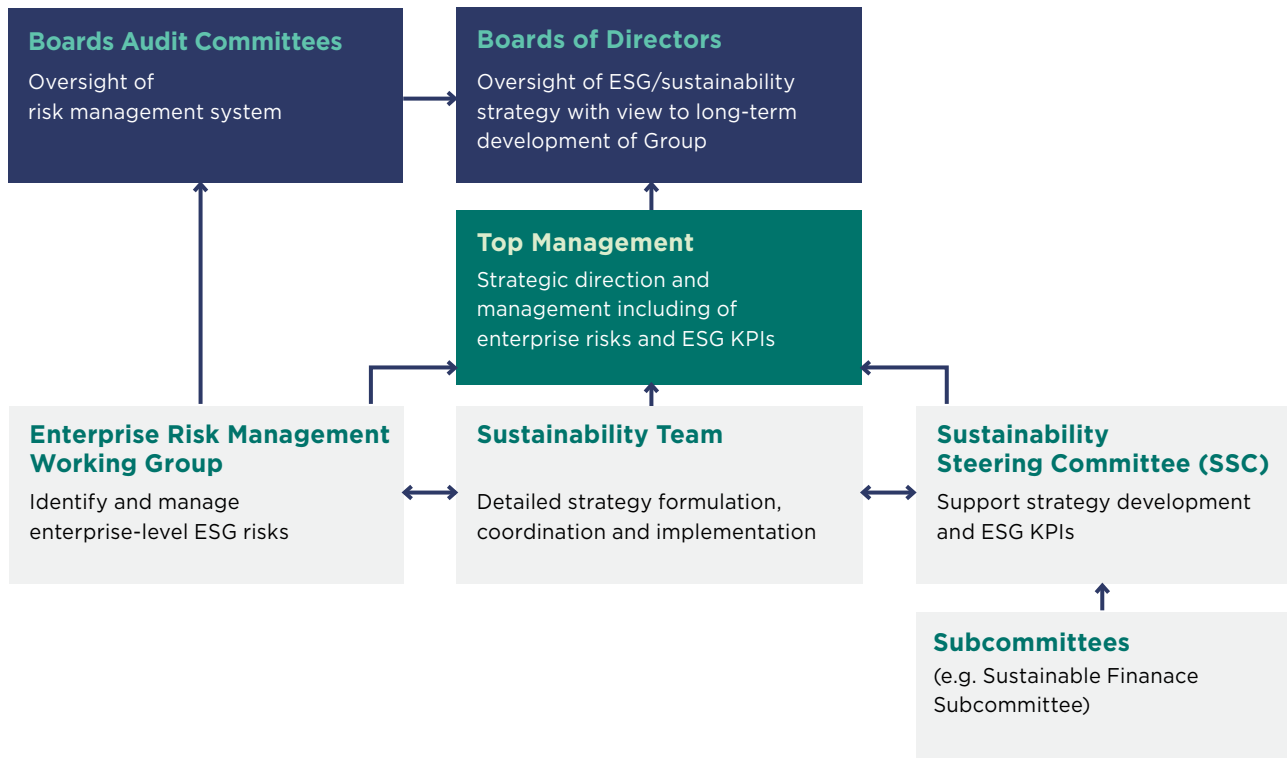 Boards Audit Committees
Oversight of
risk management system
Boards of Directors
Oversight of ESG/sustainability
strategy with view to long-term
development of Group
Top Management
Strategic direction and
management including of
enterprise risks and ESG KPIs
Enterprise Risk Management
Working Group
Identify and manage
enterprise-level ESG risks
Sustainability Team
Detailed strategy formulation,
coordination and implementation
Sustainability
Steering Committee (SSC)
Support strategy development
and ESG KPIs
Subcommittees
(e.g. Sustainable Finanace
Subcommittee)